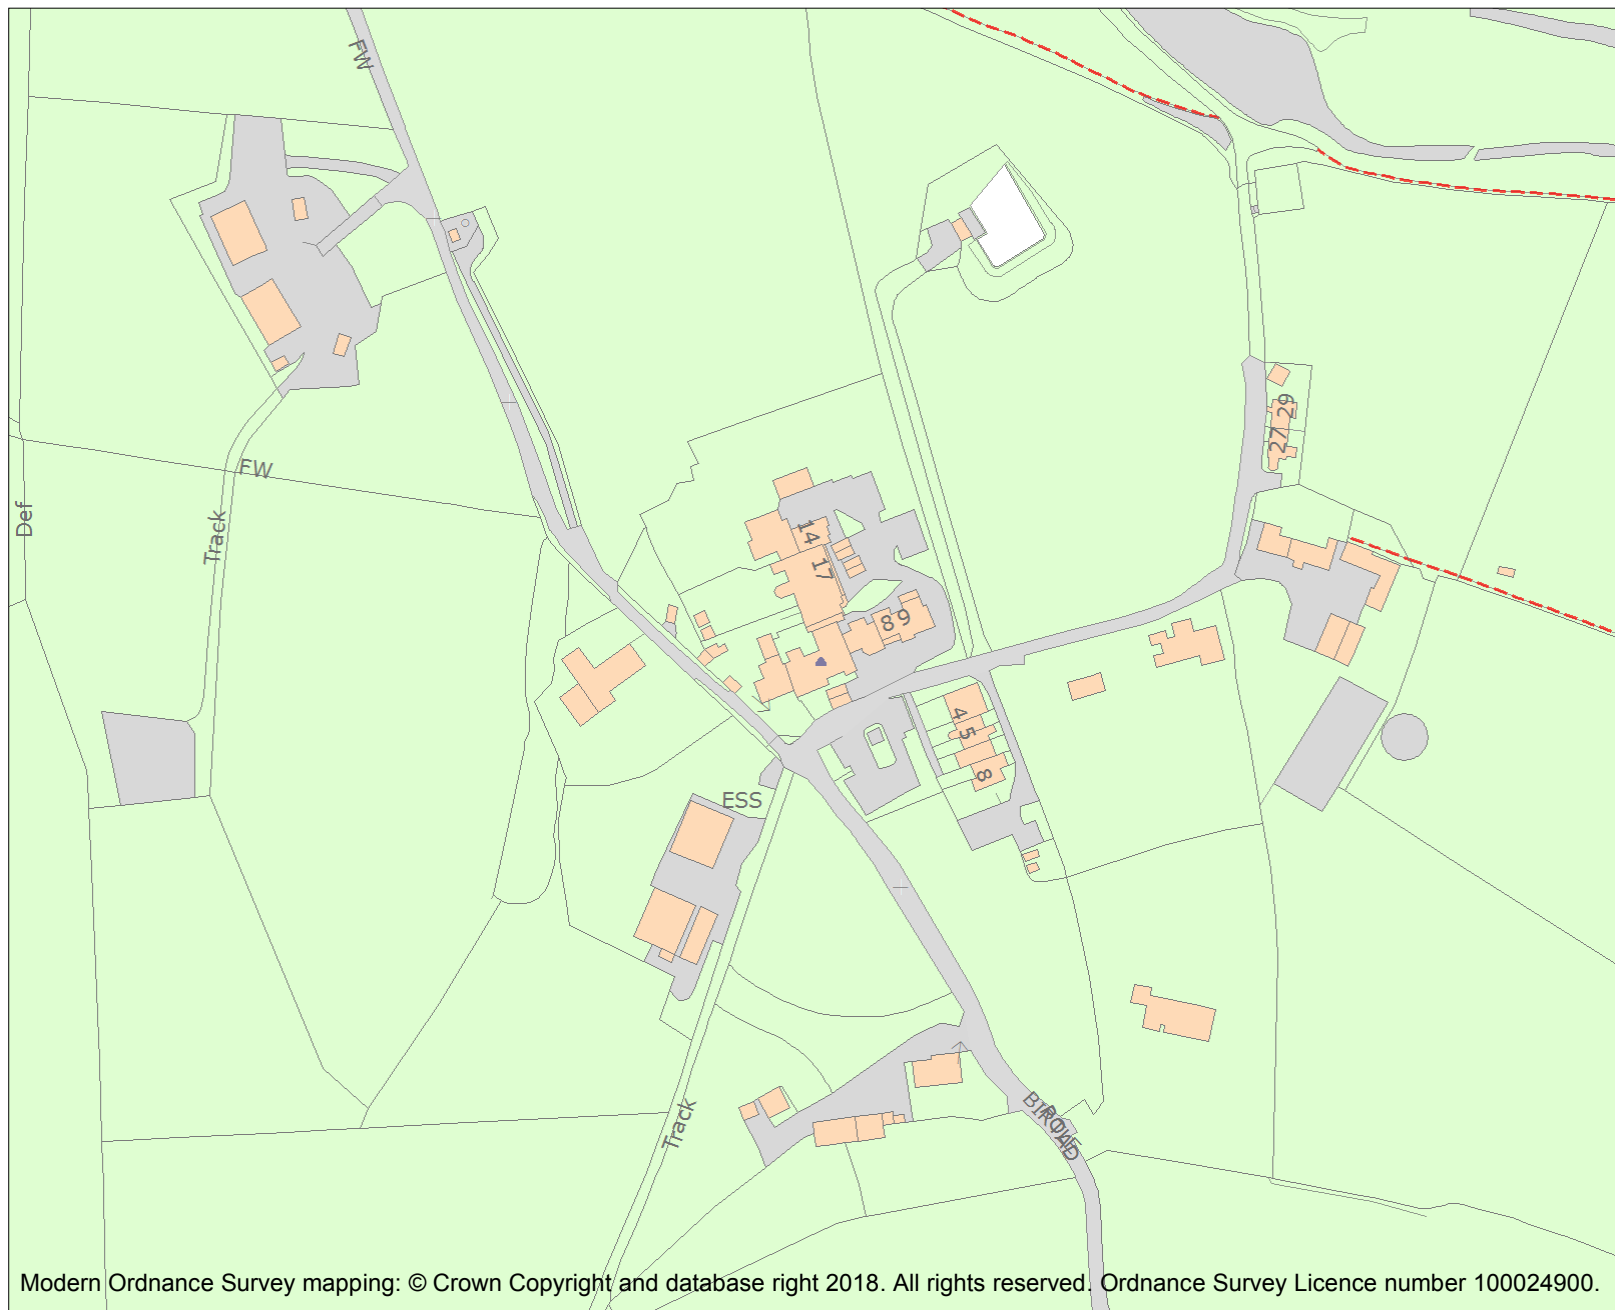 FW
29
27
FW
Def
Track
14
17
8 9
4 5
8
ESS
Track
ROAD
Modern Ordnance Survey mapping: © Crown Copyright and database right 2018. All rights reserved. Ordnance Survey Licence number 100024900.